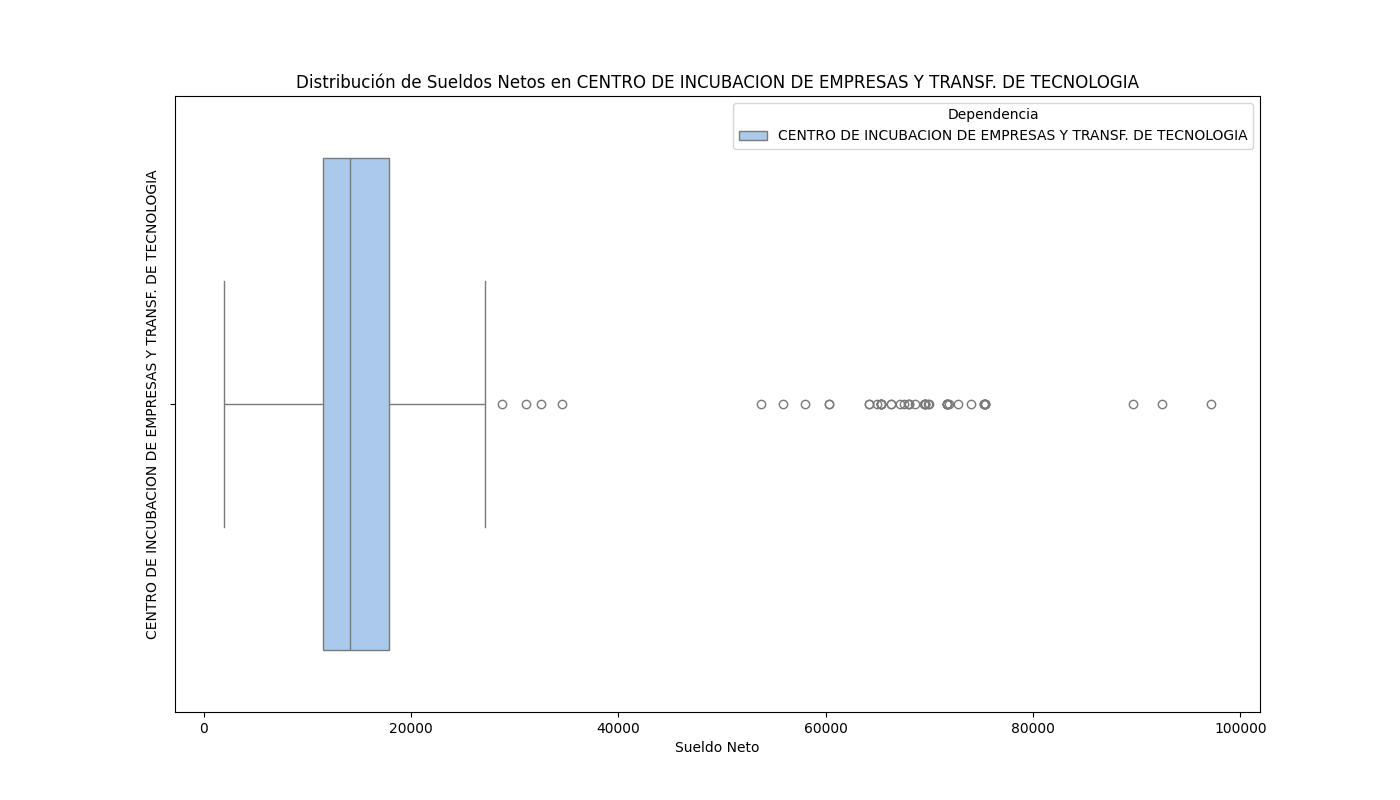 Distribución de Sueldos Netos en CENTRO DE INCUBACION DE EMPRESAS Y TRANSF. DE TECNOLOGIA
Dependencia
CENTRO DE INCUBACION DE EMPRESAS Y TRANSF. DE TECNOLOGIA
CENTRO DE INCUBACION DE EMPRESAS Y TRANSF. DE TECNOLOGIA
0 20000 40000 60000 80000 100000
Sueldo Neto